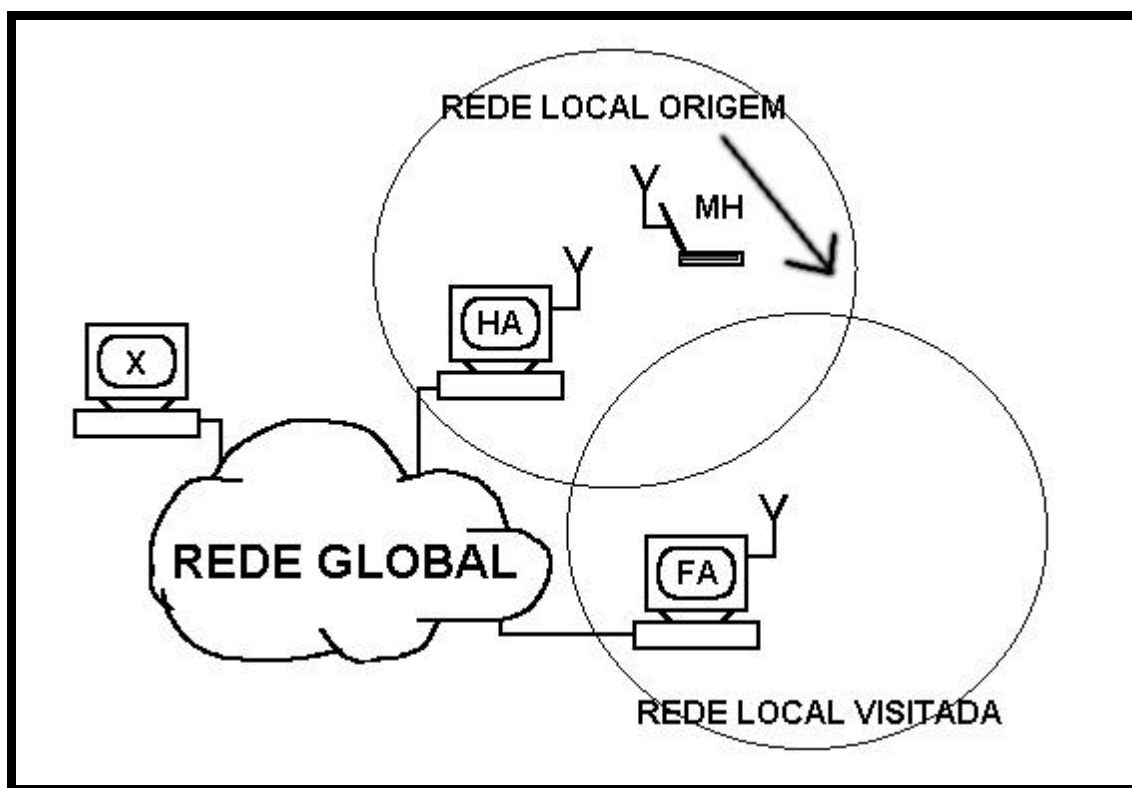 REDE LOCAL ORIGEM
MH
HA
X
REDE GLOBAL
FA
REDE LOCAL VISITADA